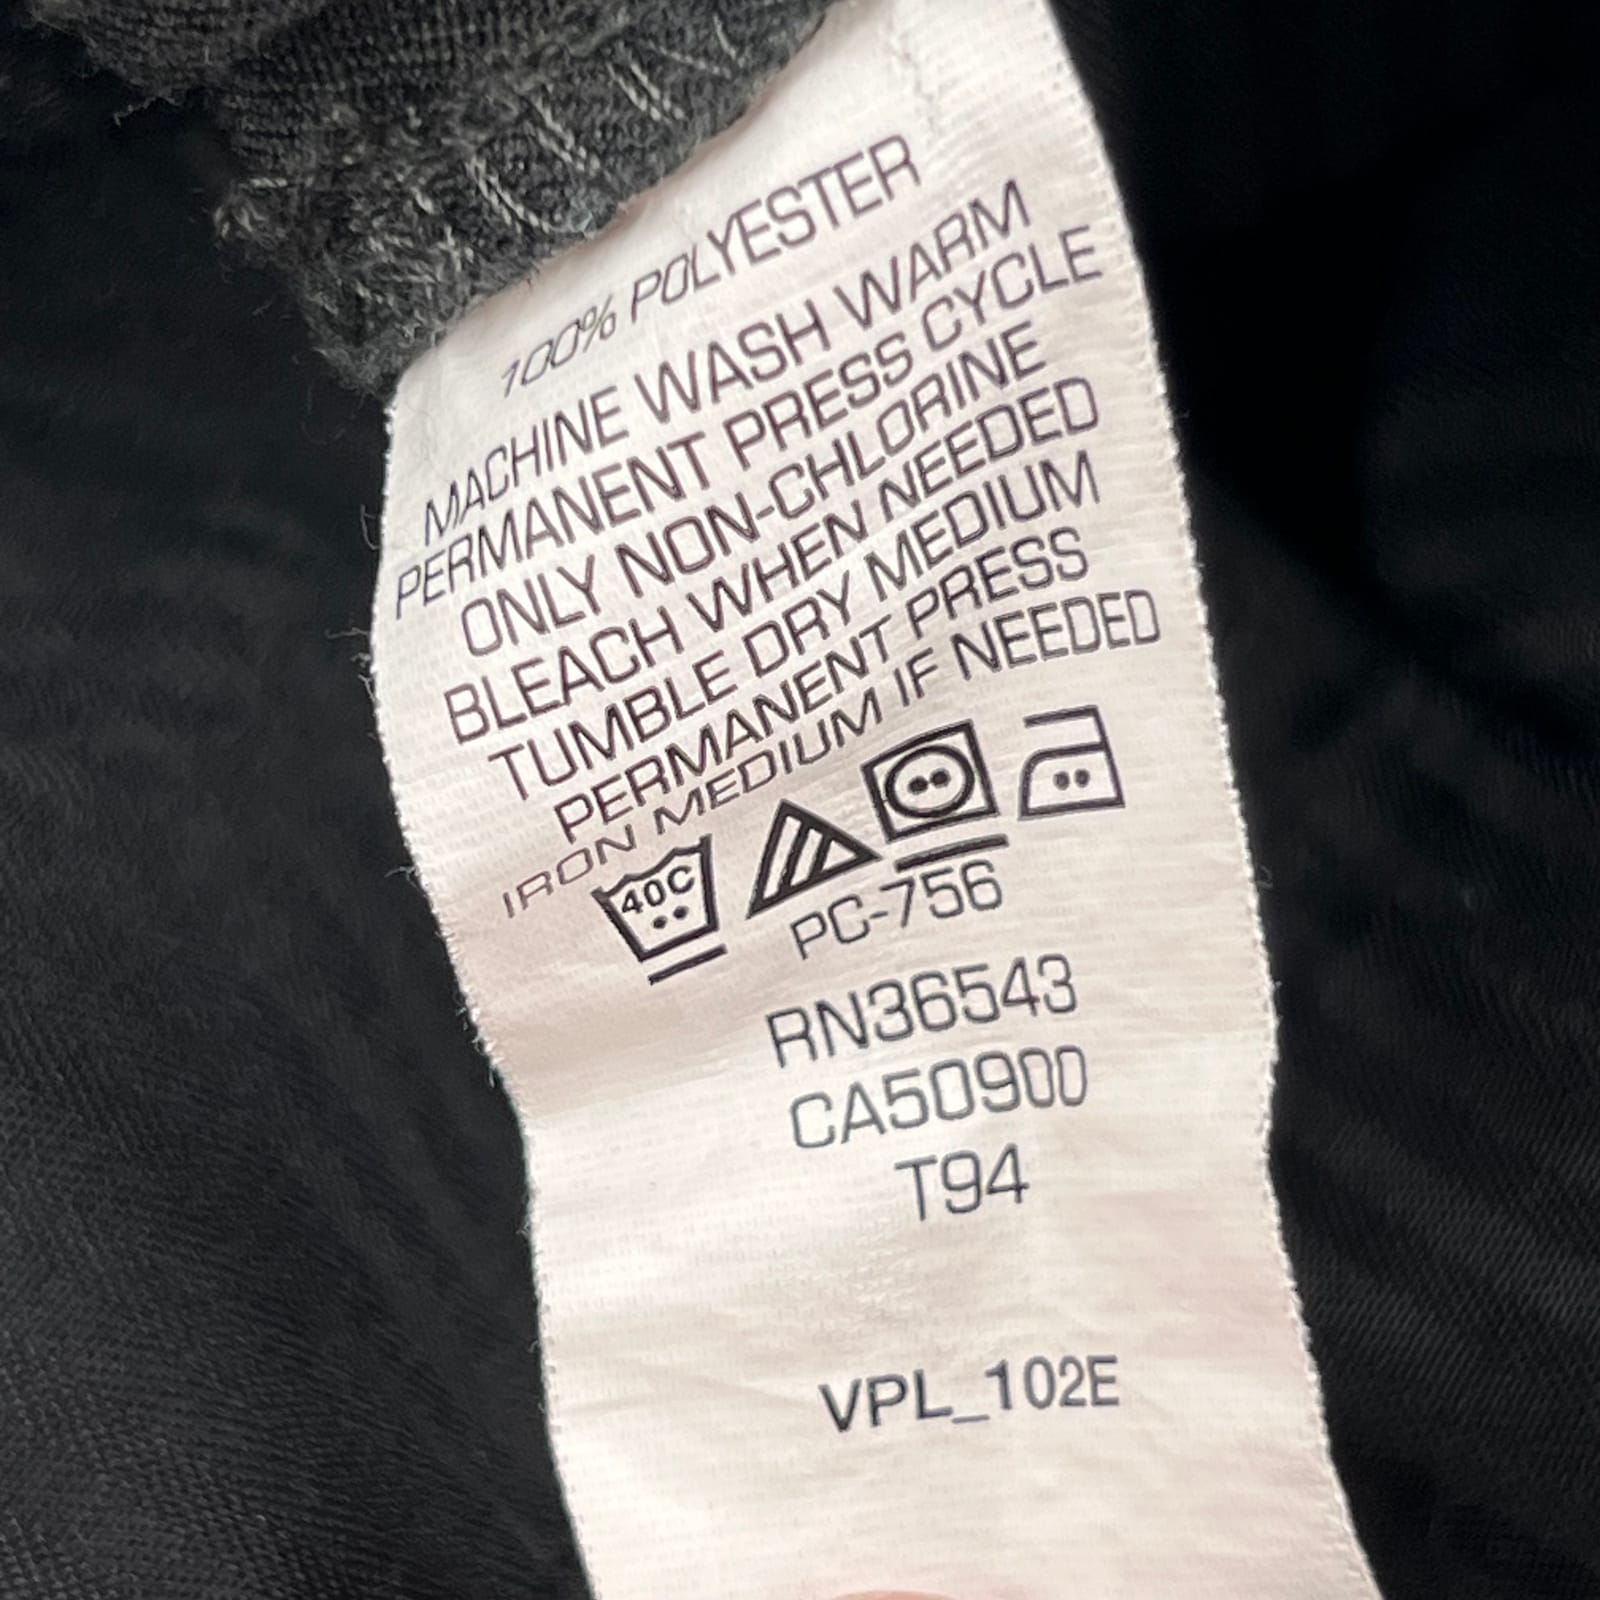 100% POLYESTER
MACHINE WASH WARM
PERMANENT PRESS CYCLE
ONLY NON-CHLORINE
BLEACH WHEN NEEDED
TUMBLE DRY MEDIUM
PERMANENT PRESS
IRON MEDIUM IF NEEDED
40C
PC-756
RN36543
CA50900
T94
VPL_102E